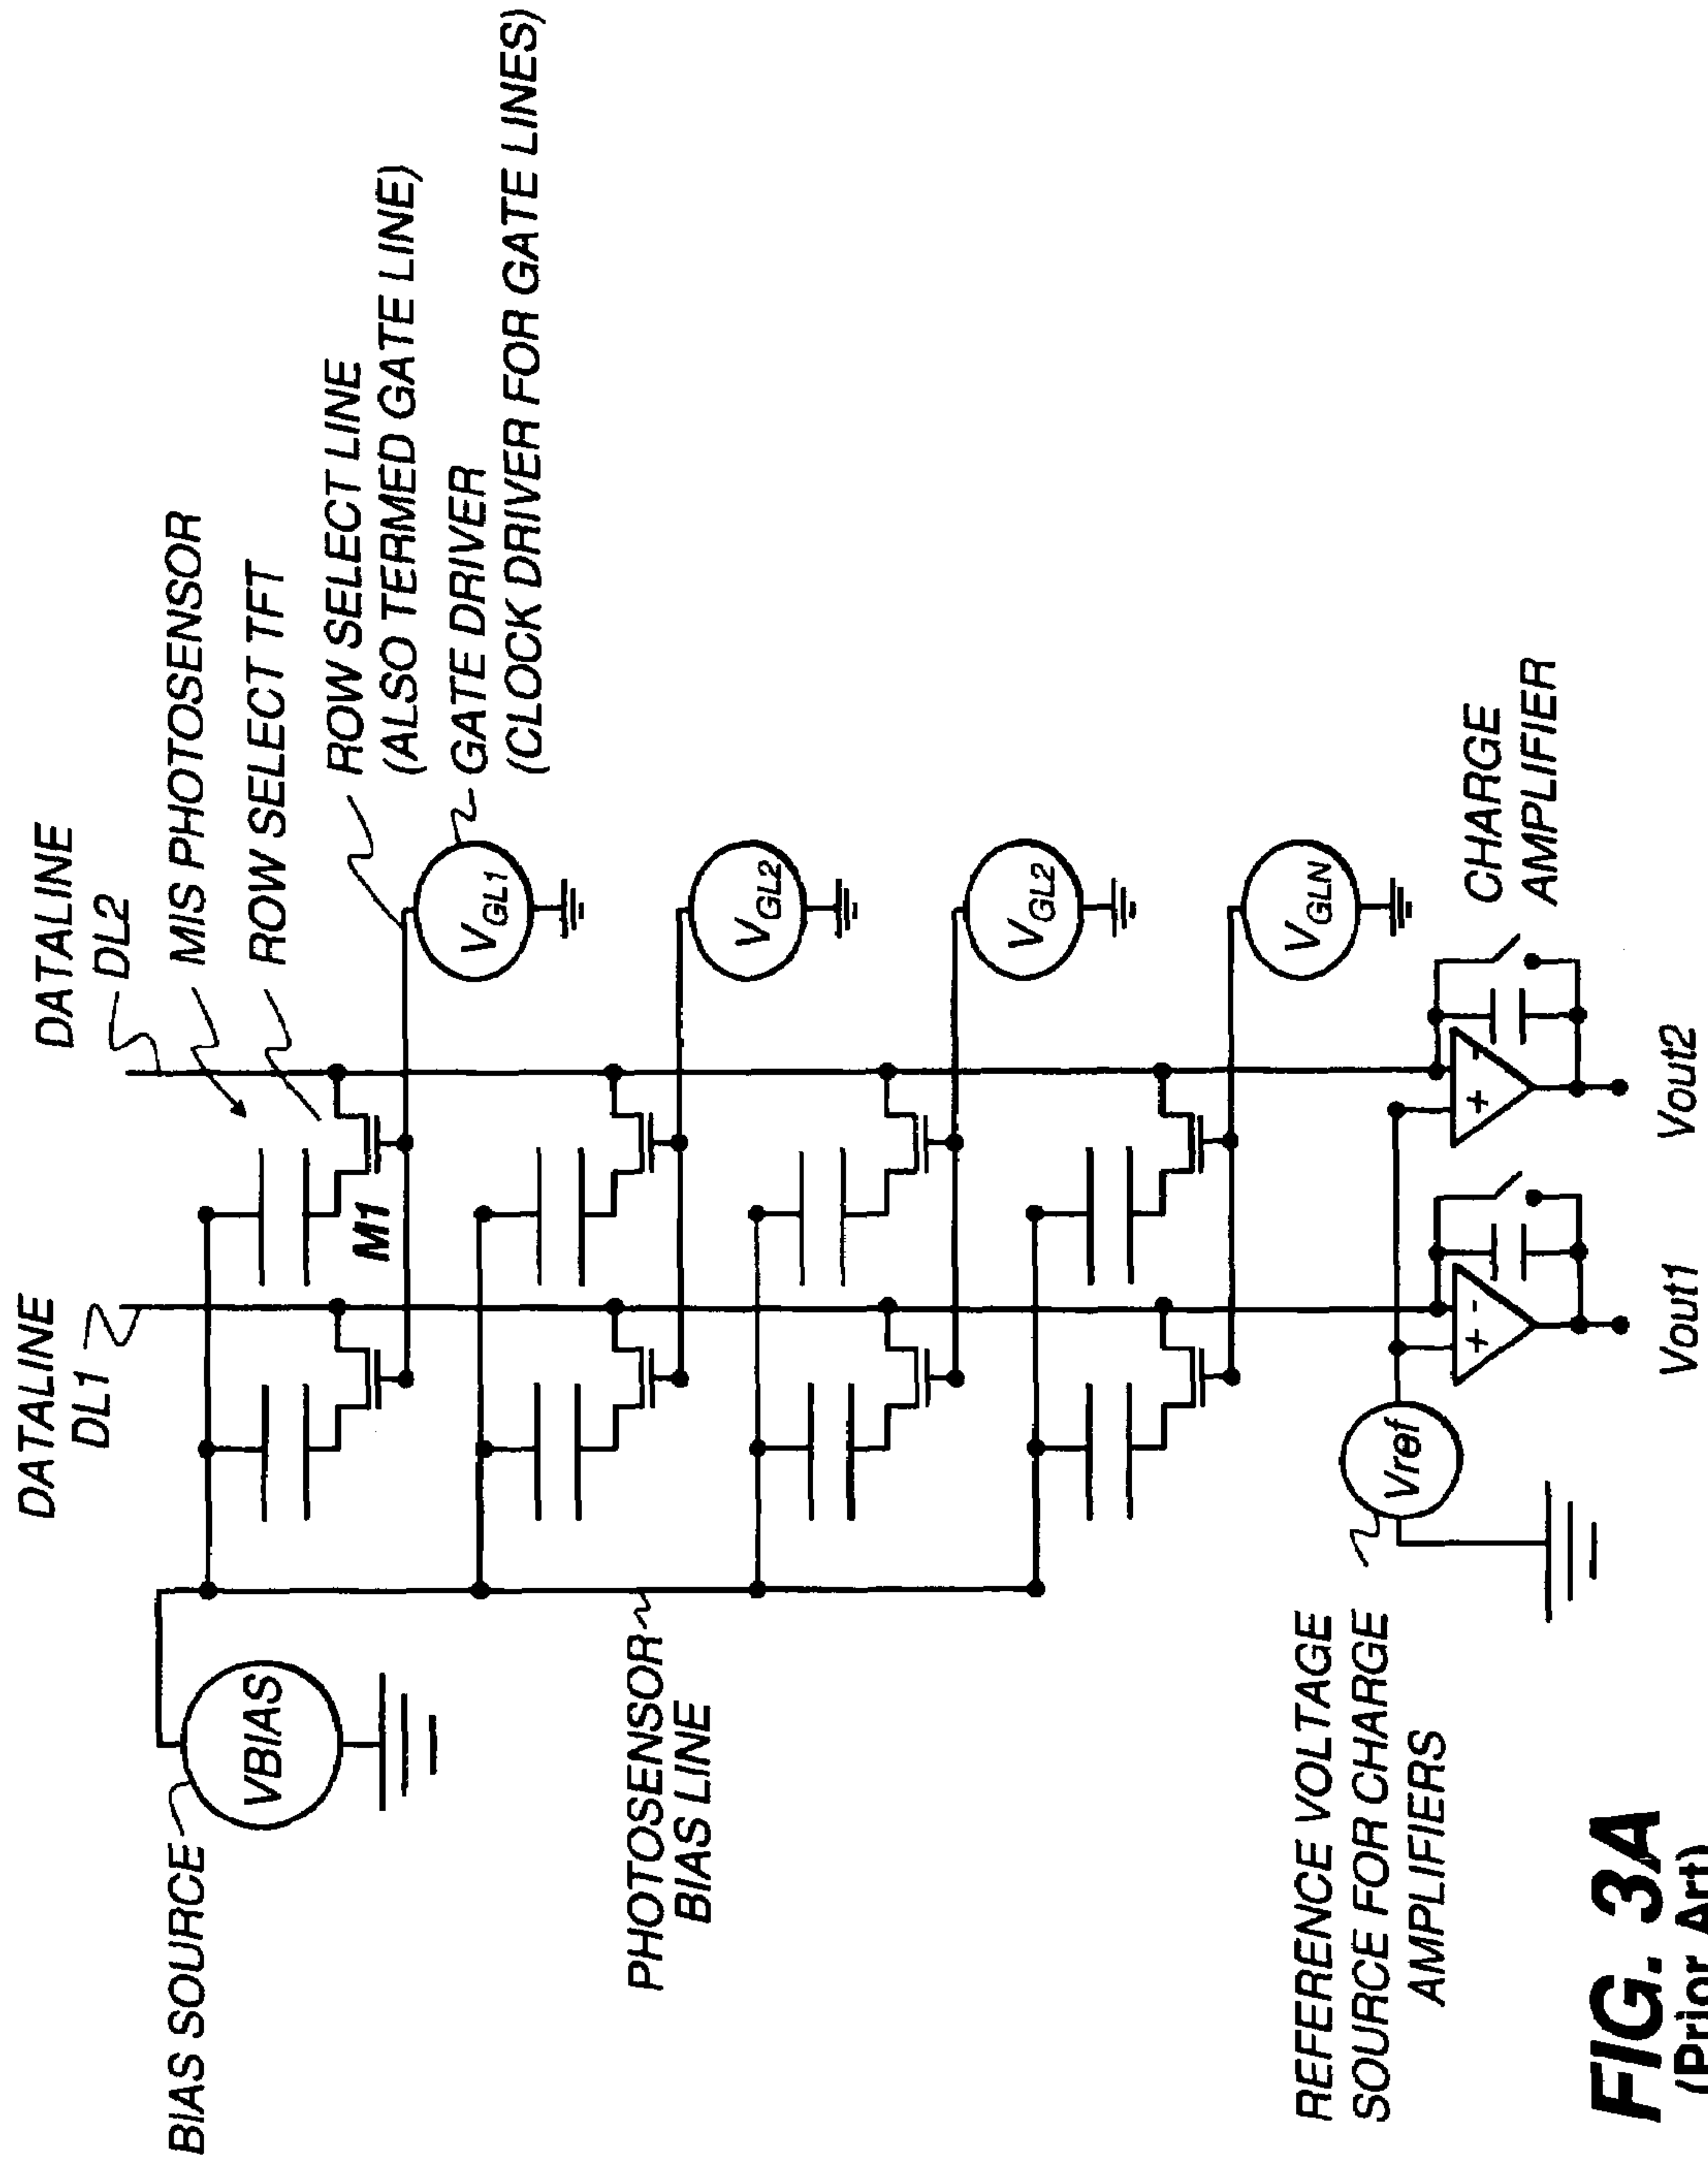 DATALINE
DL1
DATALINE
DL2
MIS PHOTOSENSOR
ROW SELECT TFT
ROW SELECT LINE
(ALSO TERMED GATE LINE)
GATE DRIVER
(CLOCK DRIVER FOR GATE LINES)
BIAS SOURCE
VBIAS
M1
VGL1
PHOTOSENSOR
BIAS LINE
VGL2
VGL2
VGLN
REFERENCE VOLTAGE
SOURCE FOR CHARGE
AMPLIFIERS
Vref
+ -
+ -
CHARGE
AMPLIFIER
Vout1
Vout2
FIG. 3A
(Prior Art)